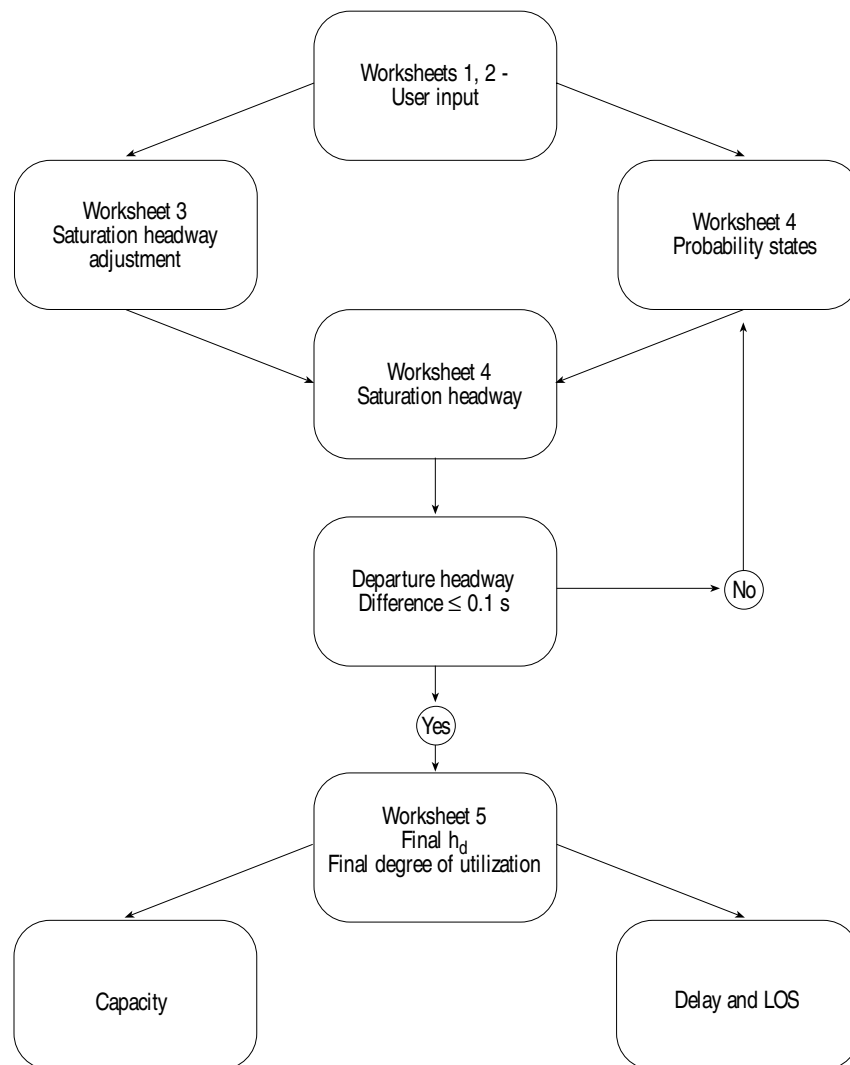 Worksheets 1, 2 -
User input
Worksheet 3
Saturation headway
adjustment
Worksheet 4
Probability states
Worksheet 4
Saturation headway
Departure headway
Difference ≤ 0.1 s
No
Yes
Worksheet 5
Final h_d
Final degree of utilization
Capacity
Delay and LOS